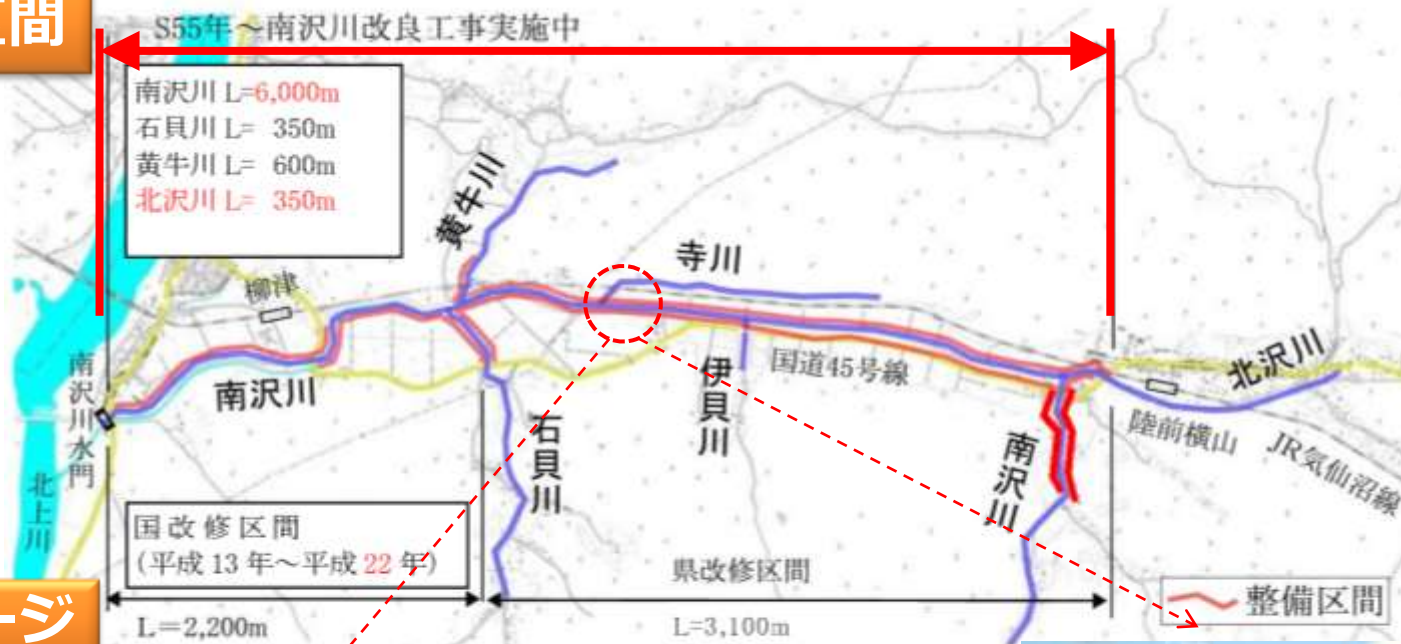 間
S55年～南沢川改良工事実施中
南沢川 L=6,000m
石貝川 L= 350m
黄牛川 L= 600m
北沢川 L= 350m
黄牛川
寺川
柳津
南沢川水門
南沢川
伊貝川
国道45号線
北沢川
石貝川
南沢川
陸前横山
JR気仙沼線
北上川
国改修区間
(平成 13 年～平成 22 年)
県改修区間
整備区間
ージ
L=2,200m
L=3,100m